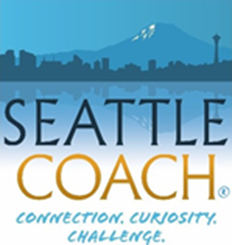 SEATTLE
COACH®
CONNECTION. CURIOSITY.
CHALLENGE.